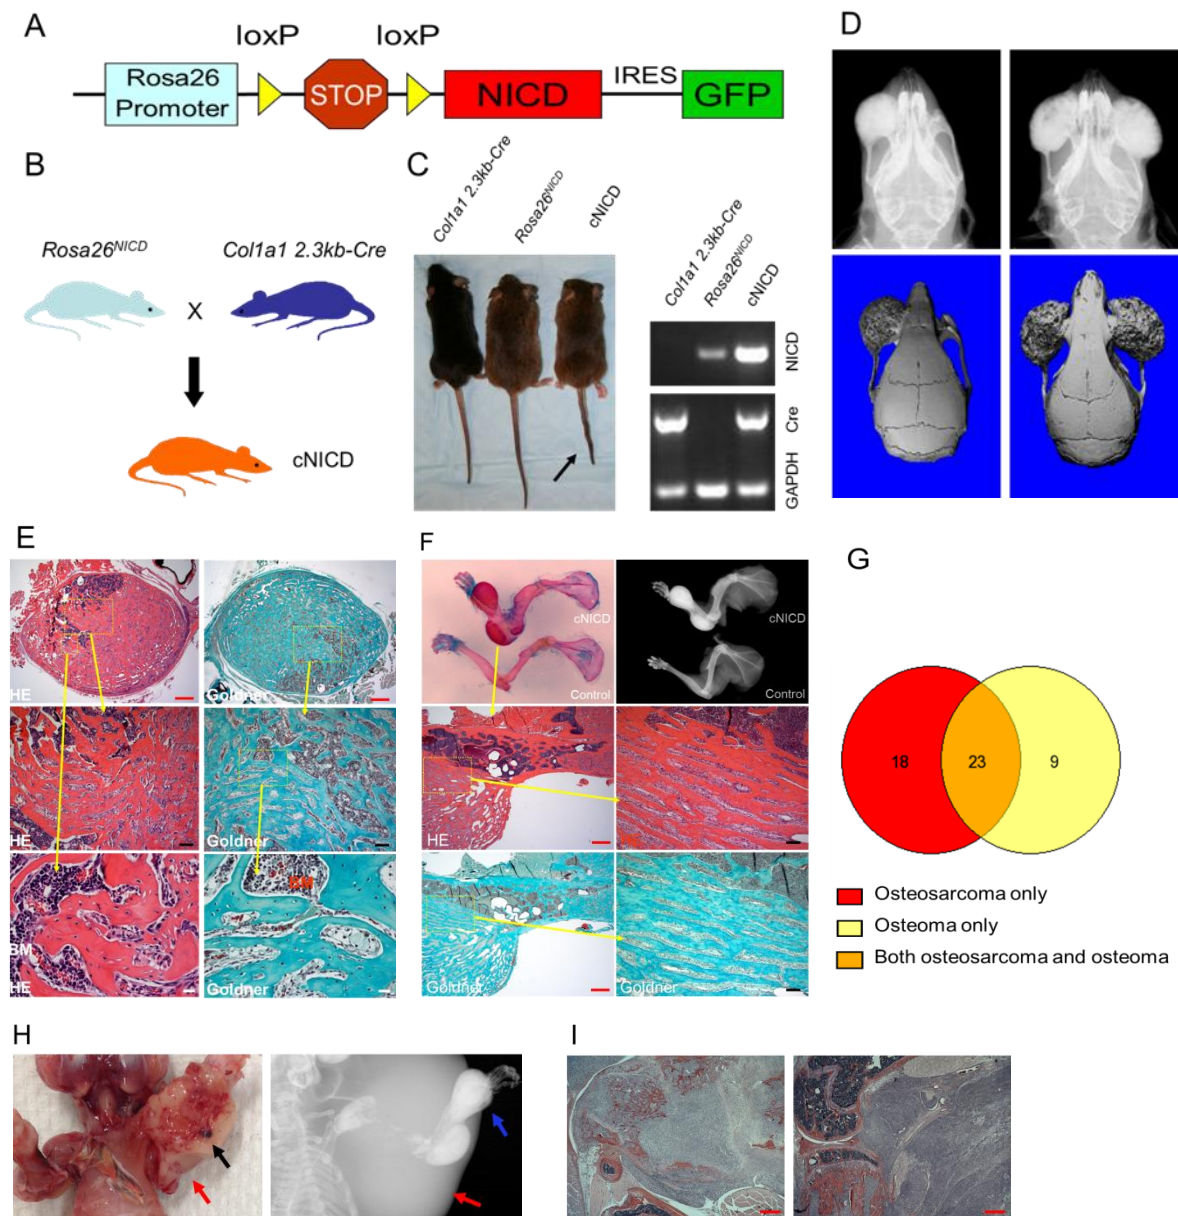 A
loxP
loxP
Rosa26
Promoter
STOP
NICD
IRES
GFP
B
Rosa26NICD
X
Col1a1 2.3kb-Cre
cNICD
C
Col1a1 2.3kb-Cre
Rosa26NICD
cNICD
Col1a1 2.3kb-Cre
Rosa26NICD
cNICD
NICD
Cre
GAPDH
D
E
HE
Goldner
HE
Goldner
BM
HE
BM
Goldner
F
cNICD
Control
cNICD
Control
HE
Goldner
Goldner
G
18
23
9
Osteosarcoma only
Osteoma only
Both osteosarcoma and osteoma
H
I